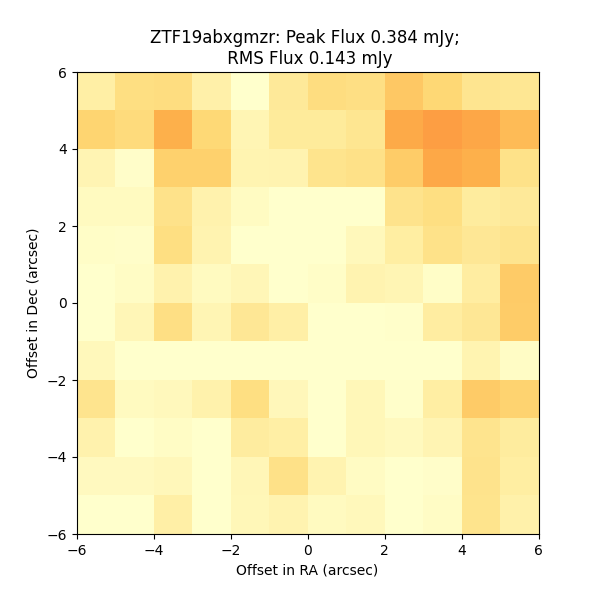 ZTF19abxgmzr: Peak Flux 0.384 mJy;
RMS Flux 0.143 mJy
6
4
2
0
−2
−4
−6
Offset in Dec (arcsec)
−6 −4 −2 0 2 4 6
Offset in RA (arcsec)